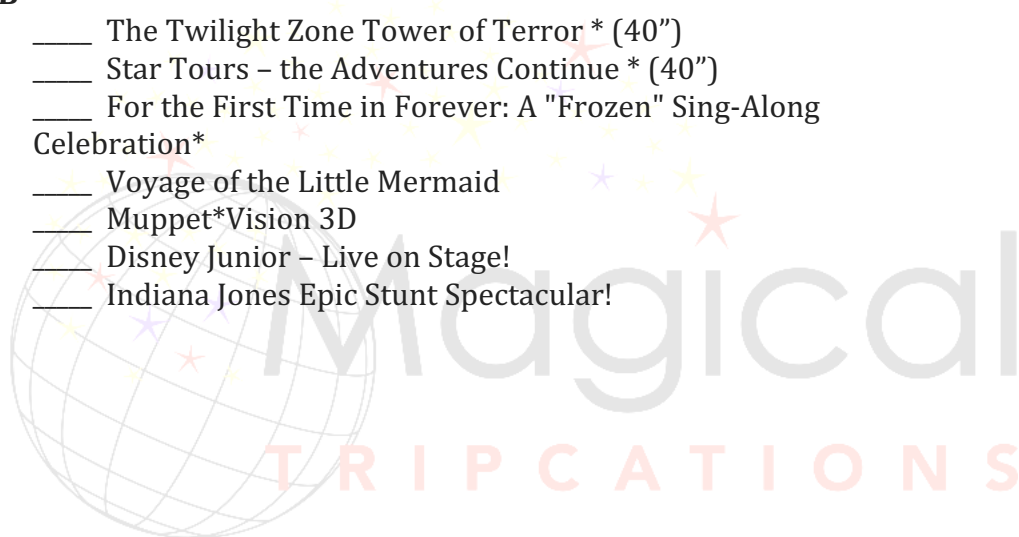 B
_____ The Twilight Zone Tower of Terror * (40”)
_____ Star Tours – the Adventures Continue * (40”)
_____ For the First Time in Forever: A "Frozen" Sing-Along
Celebration*
_____ Voyage of the Little Mermaid
_____ Muppet*Vision 3D
_____ Disney Junior – Live on Stage!
_____ Indiana Jones Epic Stunt Spectacular!
Magical
TRIPCATIONS